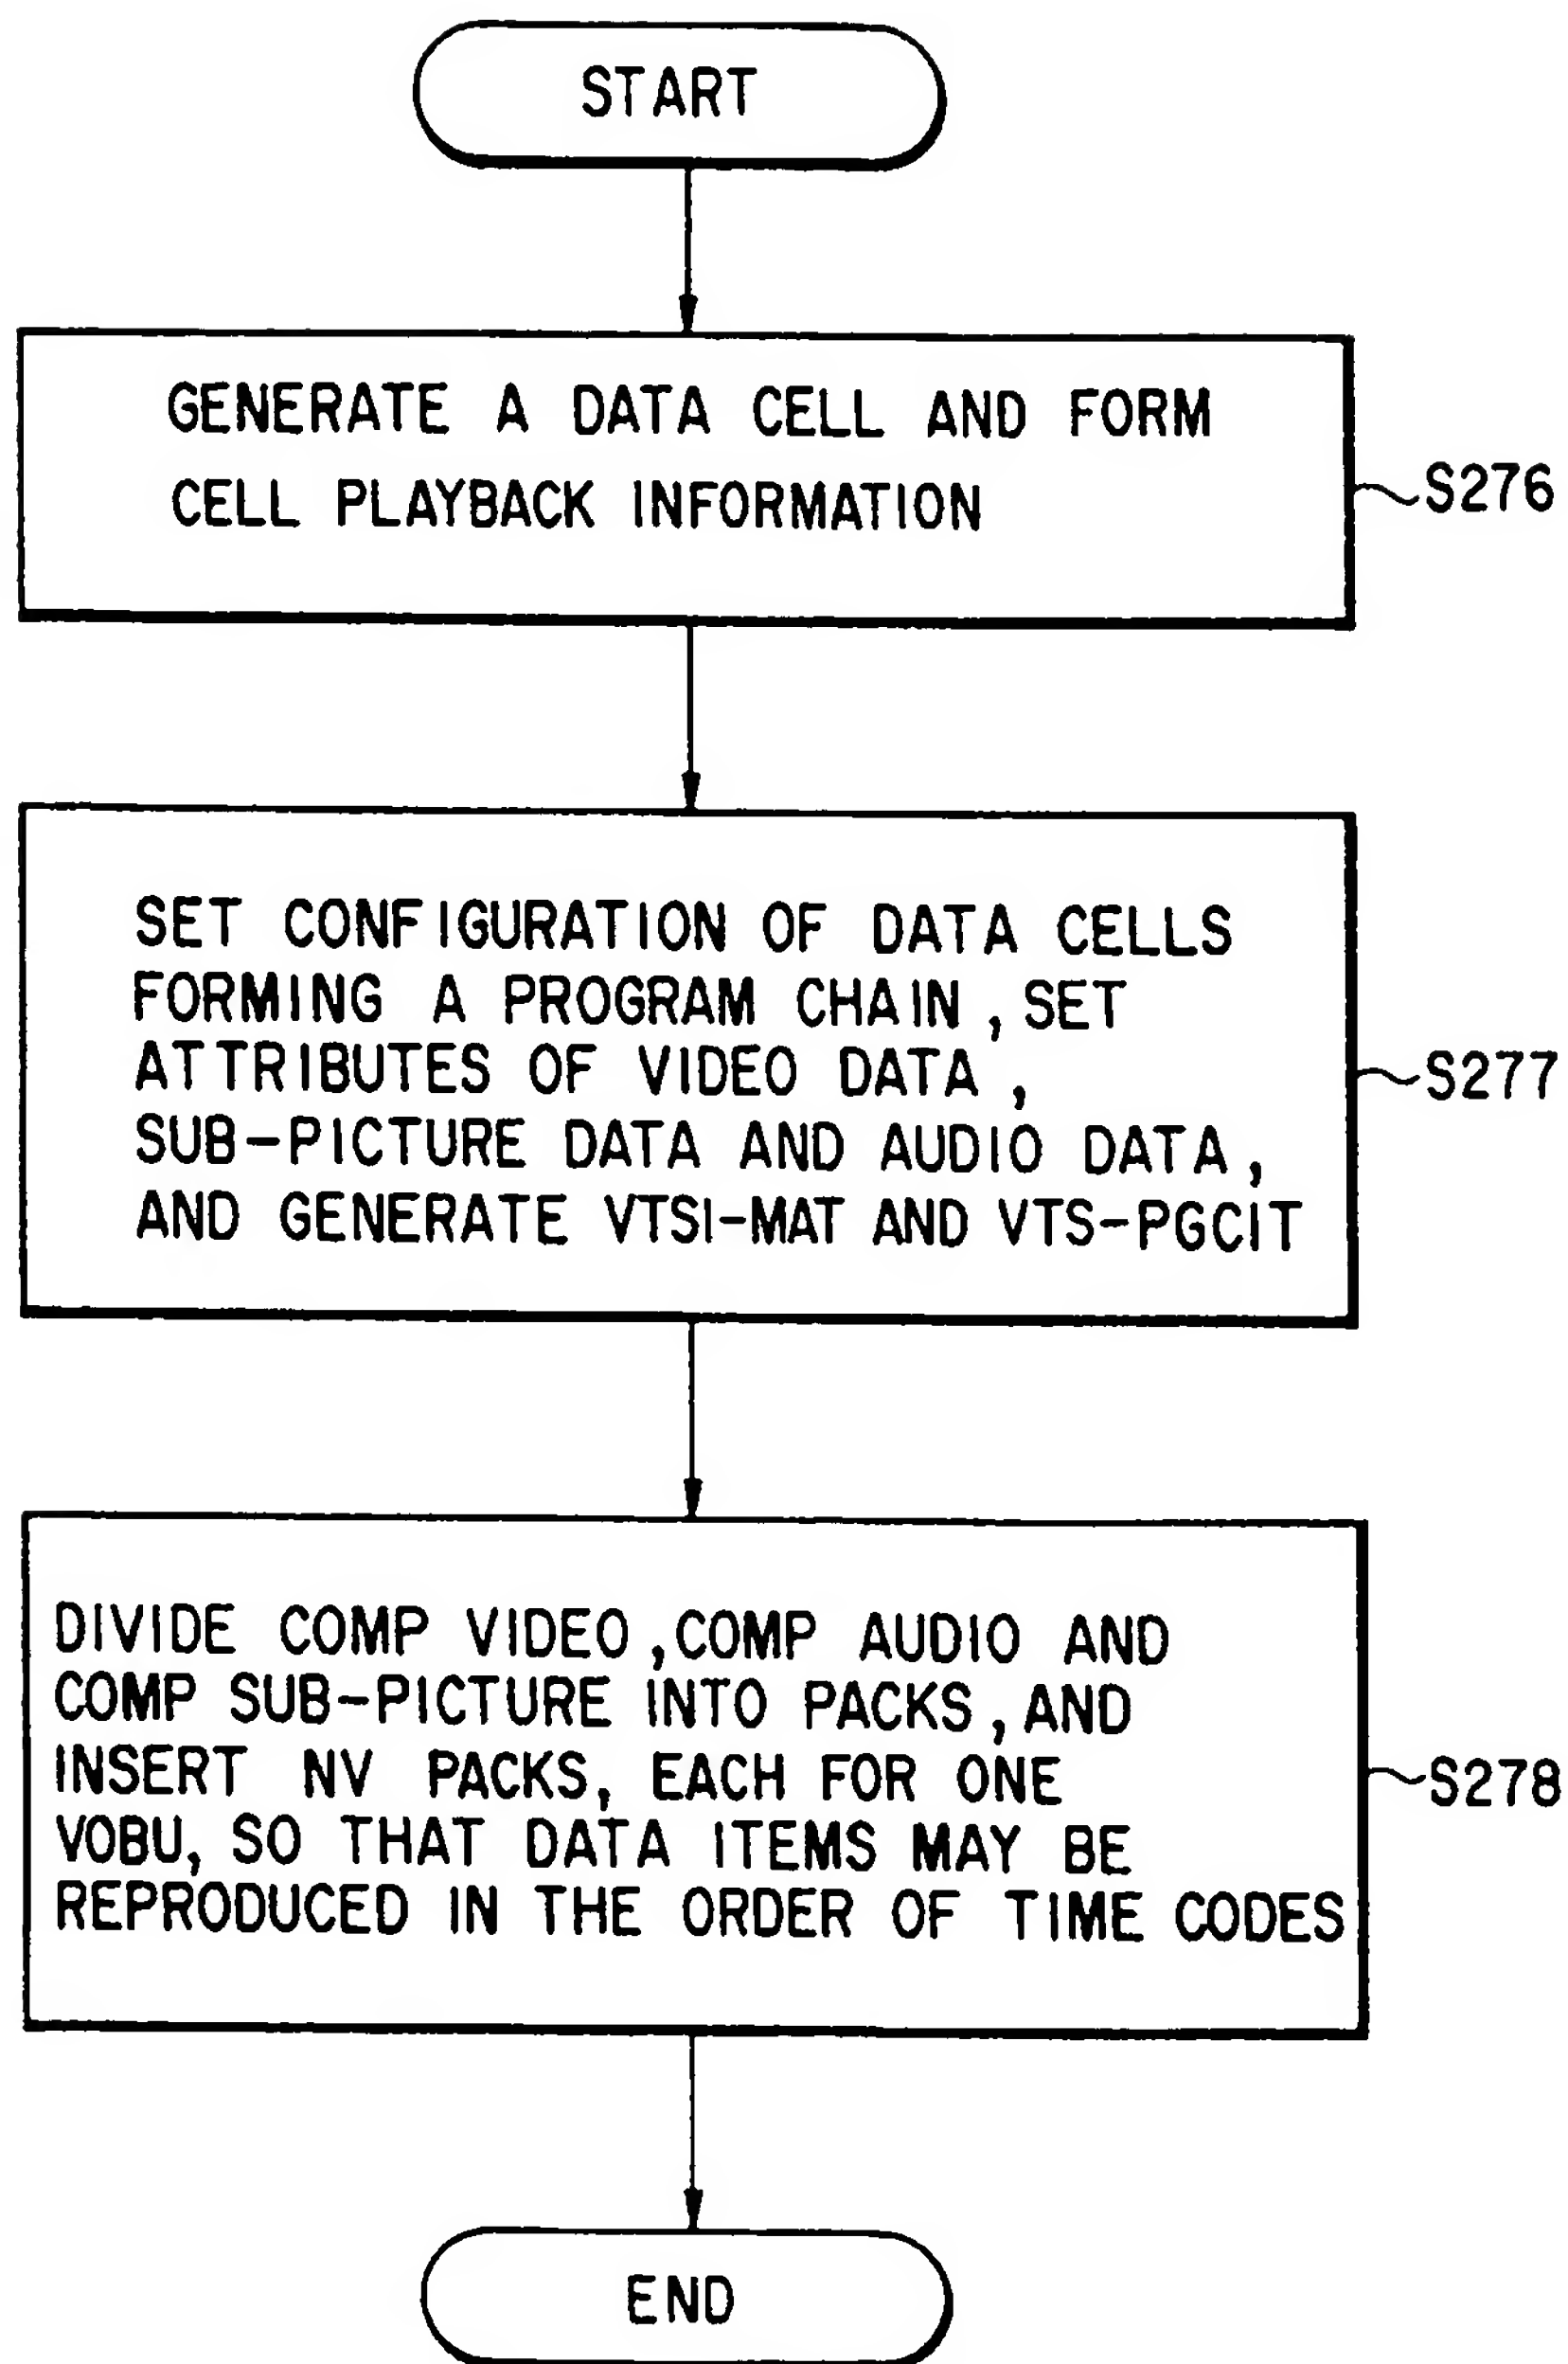 START
GENERATE A DATA CELL AND FORM
CELL PLAYBACK INFORMATION
S276
SET CONFIGURATION OF DATA CELLS
FORMING A PROGRAM CHAIN, SET
ATTRIBUTES OF VIDEO DATA,
SUB-PICTURE DATA AND AUDIO DATA,
AND GENERATE VTSI-MAT AND VTS-PGCIT
S277
DIVIDE COMP VIDEO, COMP AUDIO AND
COMP SUB-PICTURE INTO PACKS, AND
INSERT NV PACKS, EACH FOR ONE
VOBU, SO THAT DATA ITEMS MAY BE
REPRODUCED IN THE ORDER OF TIME CODES
S278
END